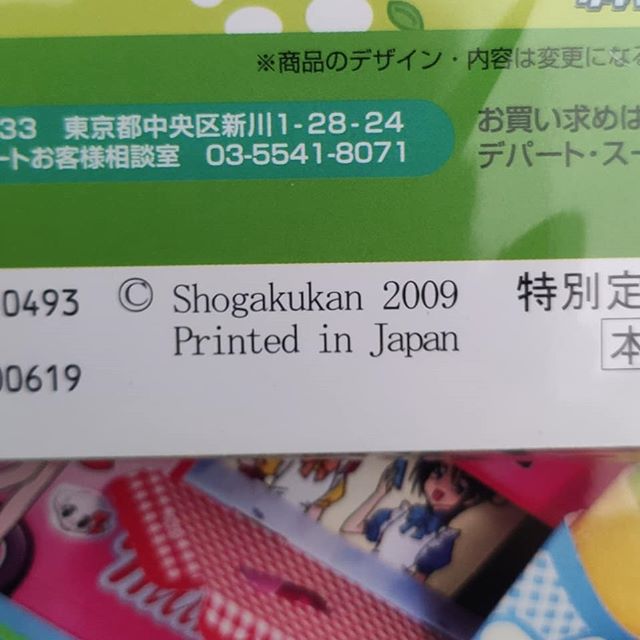 ※商品のデザイン・内容は変更にな
33 東京都中央区新川1-28-24
ートお客様相談室 03-5541-8071
お買い求めは
デパート・スー
0493
© Shogakukan 2009
Printed in Japan
00619
特別定
本